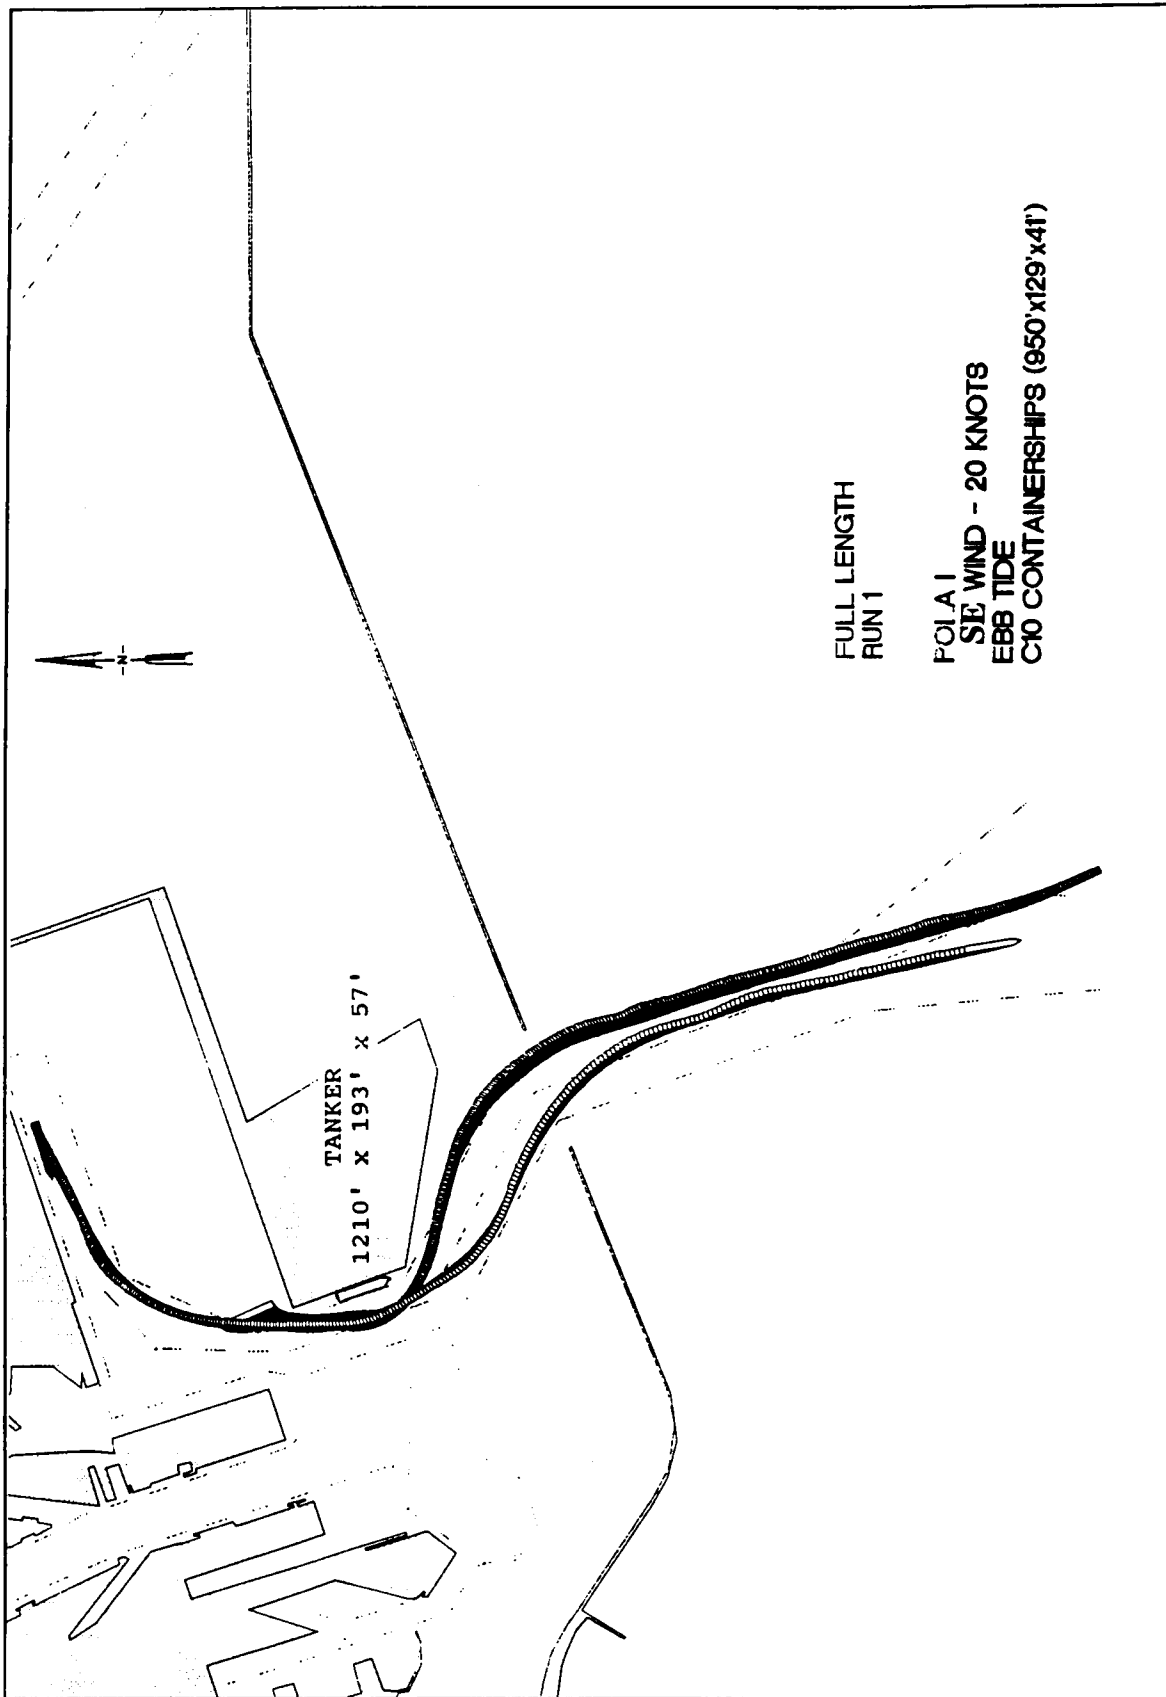 -N-
TANKER
1210' x 193' x 57'
FULL LENGTH
RUN 1
POLA I
SE WIND - 20 KNOTS
EBB TIDE
C10 CONTAINERSHIPS (950'x129'x41')